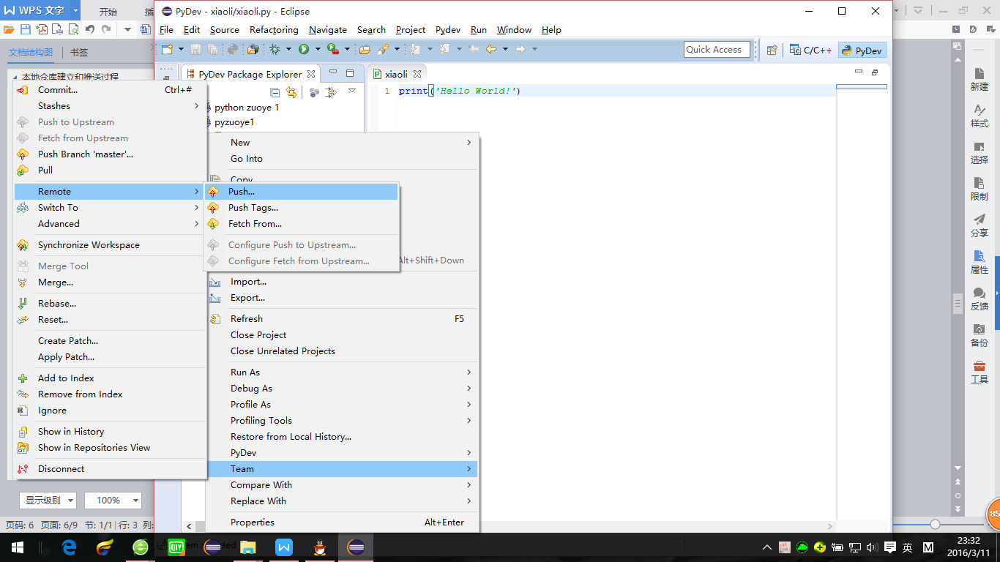 WPS 文字
开始
PyDev - xiaoli/xiaoli.py - Eclipse
File Edit Source Refactoring Navigate Search Project Pydev Run Window Help
Quick Access
C/C++
PyDev
文档结构图
书签
本地仓库建立和推送过程
PyDev Package Explorer
xiaoli
1 print('Hello World!')
python zuoye 1
pyzuoye1
Commit... Ctrl+#
Stashes
Push to Upstream
Fetch from Upstream
Push Branch 'master'...
Pull
Remote
Switch To
Advanced
Synchronize Workspace
Merge Tool
Merge...
Rebase...
Reset...
Create Patch...
Apply Patch...
Add to Index
Remove from Index
Ignore
Show in History
Show in Repositories View
Disconnect
Push...
Push Tags...
Fetch From...
Configure Push to Upstream...
Configure Fetch from Upstream...
New
Go Into
Copy
Alt+Shift+Down
Import...
Export...
Refresh F5
Close Project
Close Unrelated Projects
Run As
Debug As
Profile As
Profiling Tools
Restore from Local History...
PyDev
Team
Compare With
Replace With
Properties Alt+Enter
新建
样式
选择
限制
分享
属性
反馈
备份
工具
显示级别
100%
页码: 6 页面: 6/9 节: 1/1 行: 3 列:
85
DIY
英
M
23:32
2016/3/11